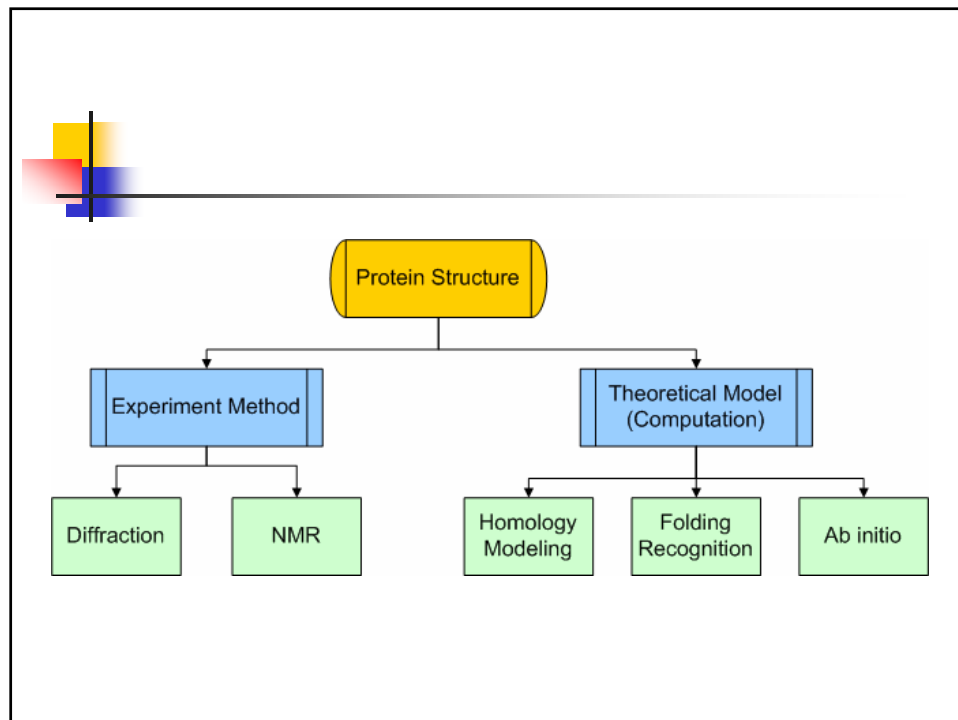 Protein Structure
Experiment Method
Theoretical Model
(Computation)
Diffraction
NMR
Homology
Modeling
Folding
Recognition
Ab initio